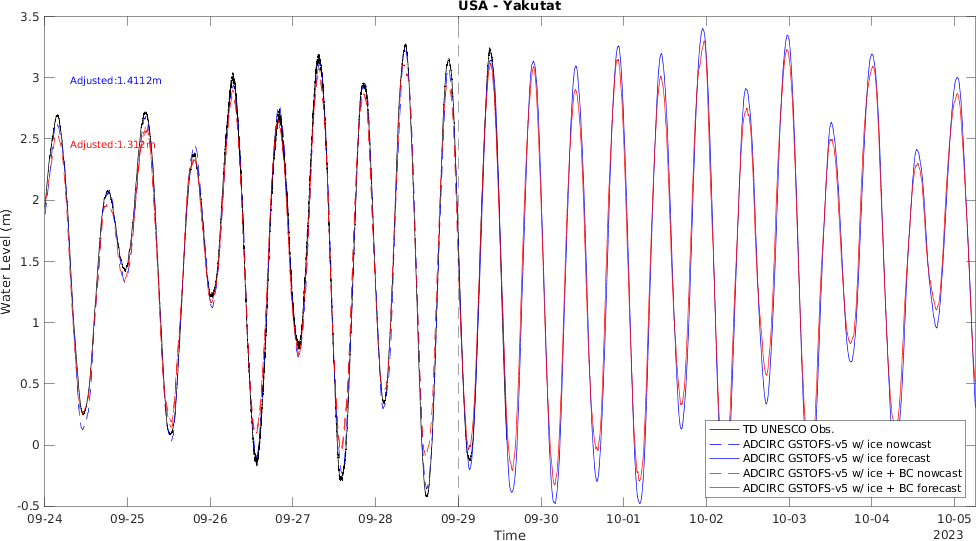 USA - Yakutat
3.5
3
2.5
2
1.5
1
0.5
0
-0.5
Water Level (m)
Adjusted:1.4112m
Adjusted:1.312m
TD UNESCO Obs.
ADCIRC GSTOFS-v5 w/ ice nowcast
ADCIRC GSTOFS-v5 w/ ice forecast
ADCIRC GSTOFS-v5 w/ ice + BC nowcast
ADCIRC GSTOFS-v5 w/ ice + BC forecast
09-24 09-25 09-26 09-27 09-28 09-29 09-30 10-01 10-02 10-03 10-04 10-05
Time
2023